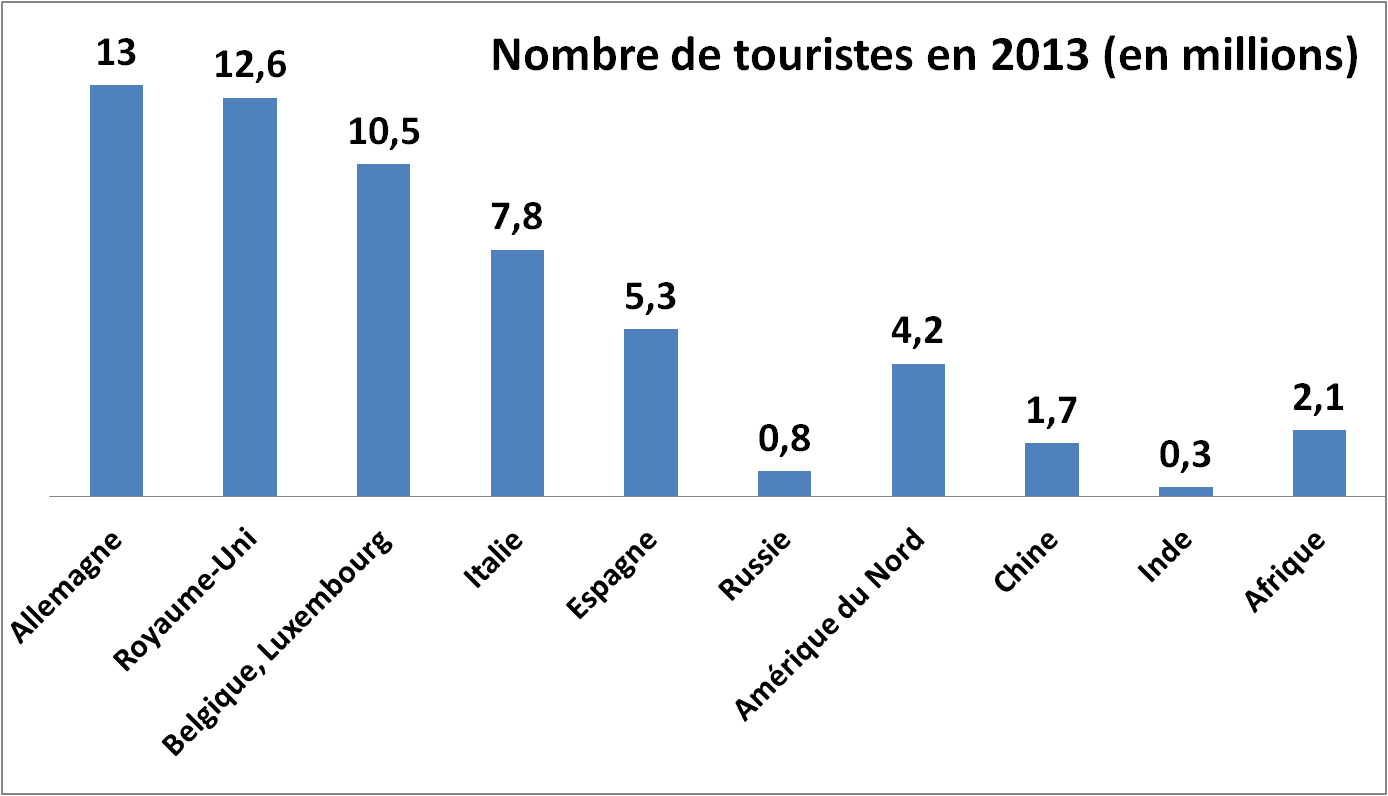 Nombre de touristes en 2013 (en millions)
13
12,6
10,5
7,8
5,3
0,8
4,2
1,7
0,3
2,1
Allemagne
Royaume-Uni
Belgique, Luxembourg
Italie
Espagne
Russie
Amérique du Nord
Chine
Inde
Afrique